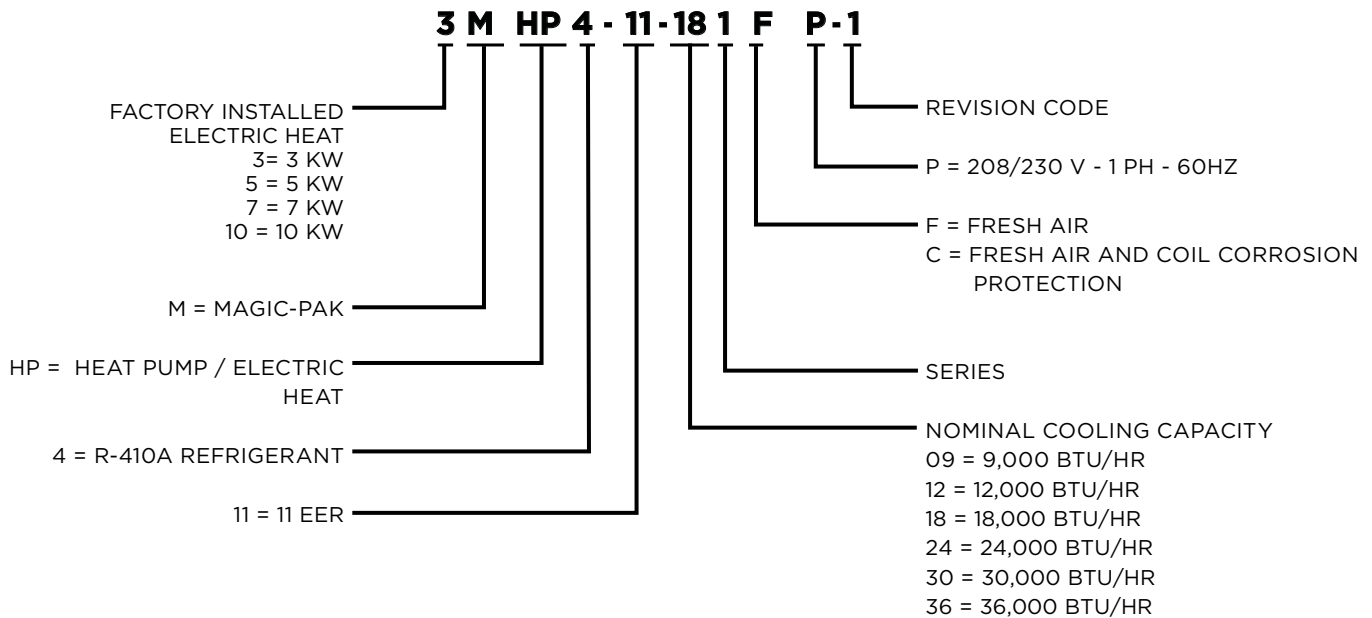 3 M HP 4 - 11 - 18 1 F P - 1
FACTORY INSTALLED
ELECTRIC HEAT
3= 3 KW
5 = 5 KW
7 = 7 KW
10 = 10 KW
M = MAGIC-PAK
HP = HEAT PUMP / ELECTRIC
HEAT
4 = R-410A REFRIGERANT
11 = 11 EER
REVISION CODE
P = 208/230 V - 1 PH - 60HZ
F = FRESH AIR
C = FRESH AIR AND COIL CORROSION
PROTECTION
SERIES
NOMINAL COOLING CAPACITY
09 = 9,000 BTU/HR
12 = 12,000 BTU/HR
18 = 18,000 BTU/HR
24 = 24,000 BTU/HR
30 = 30,000 BTU/HR
36 = 36,000 BTU/HR